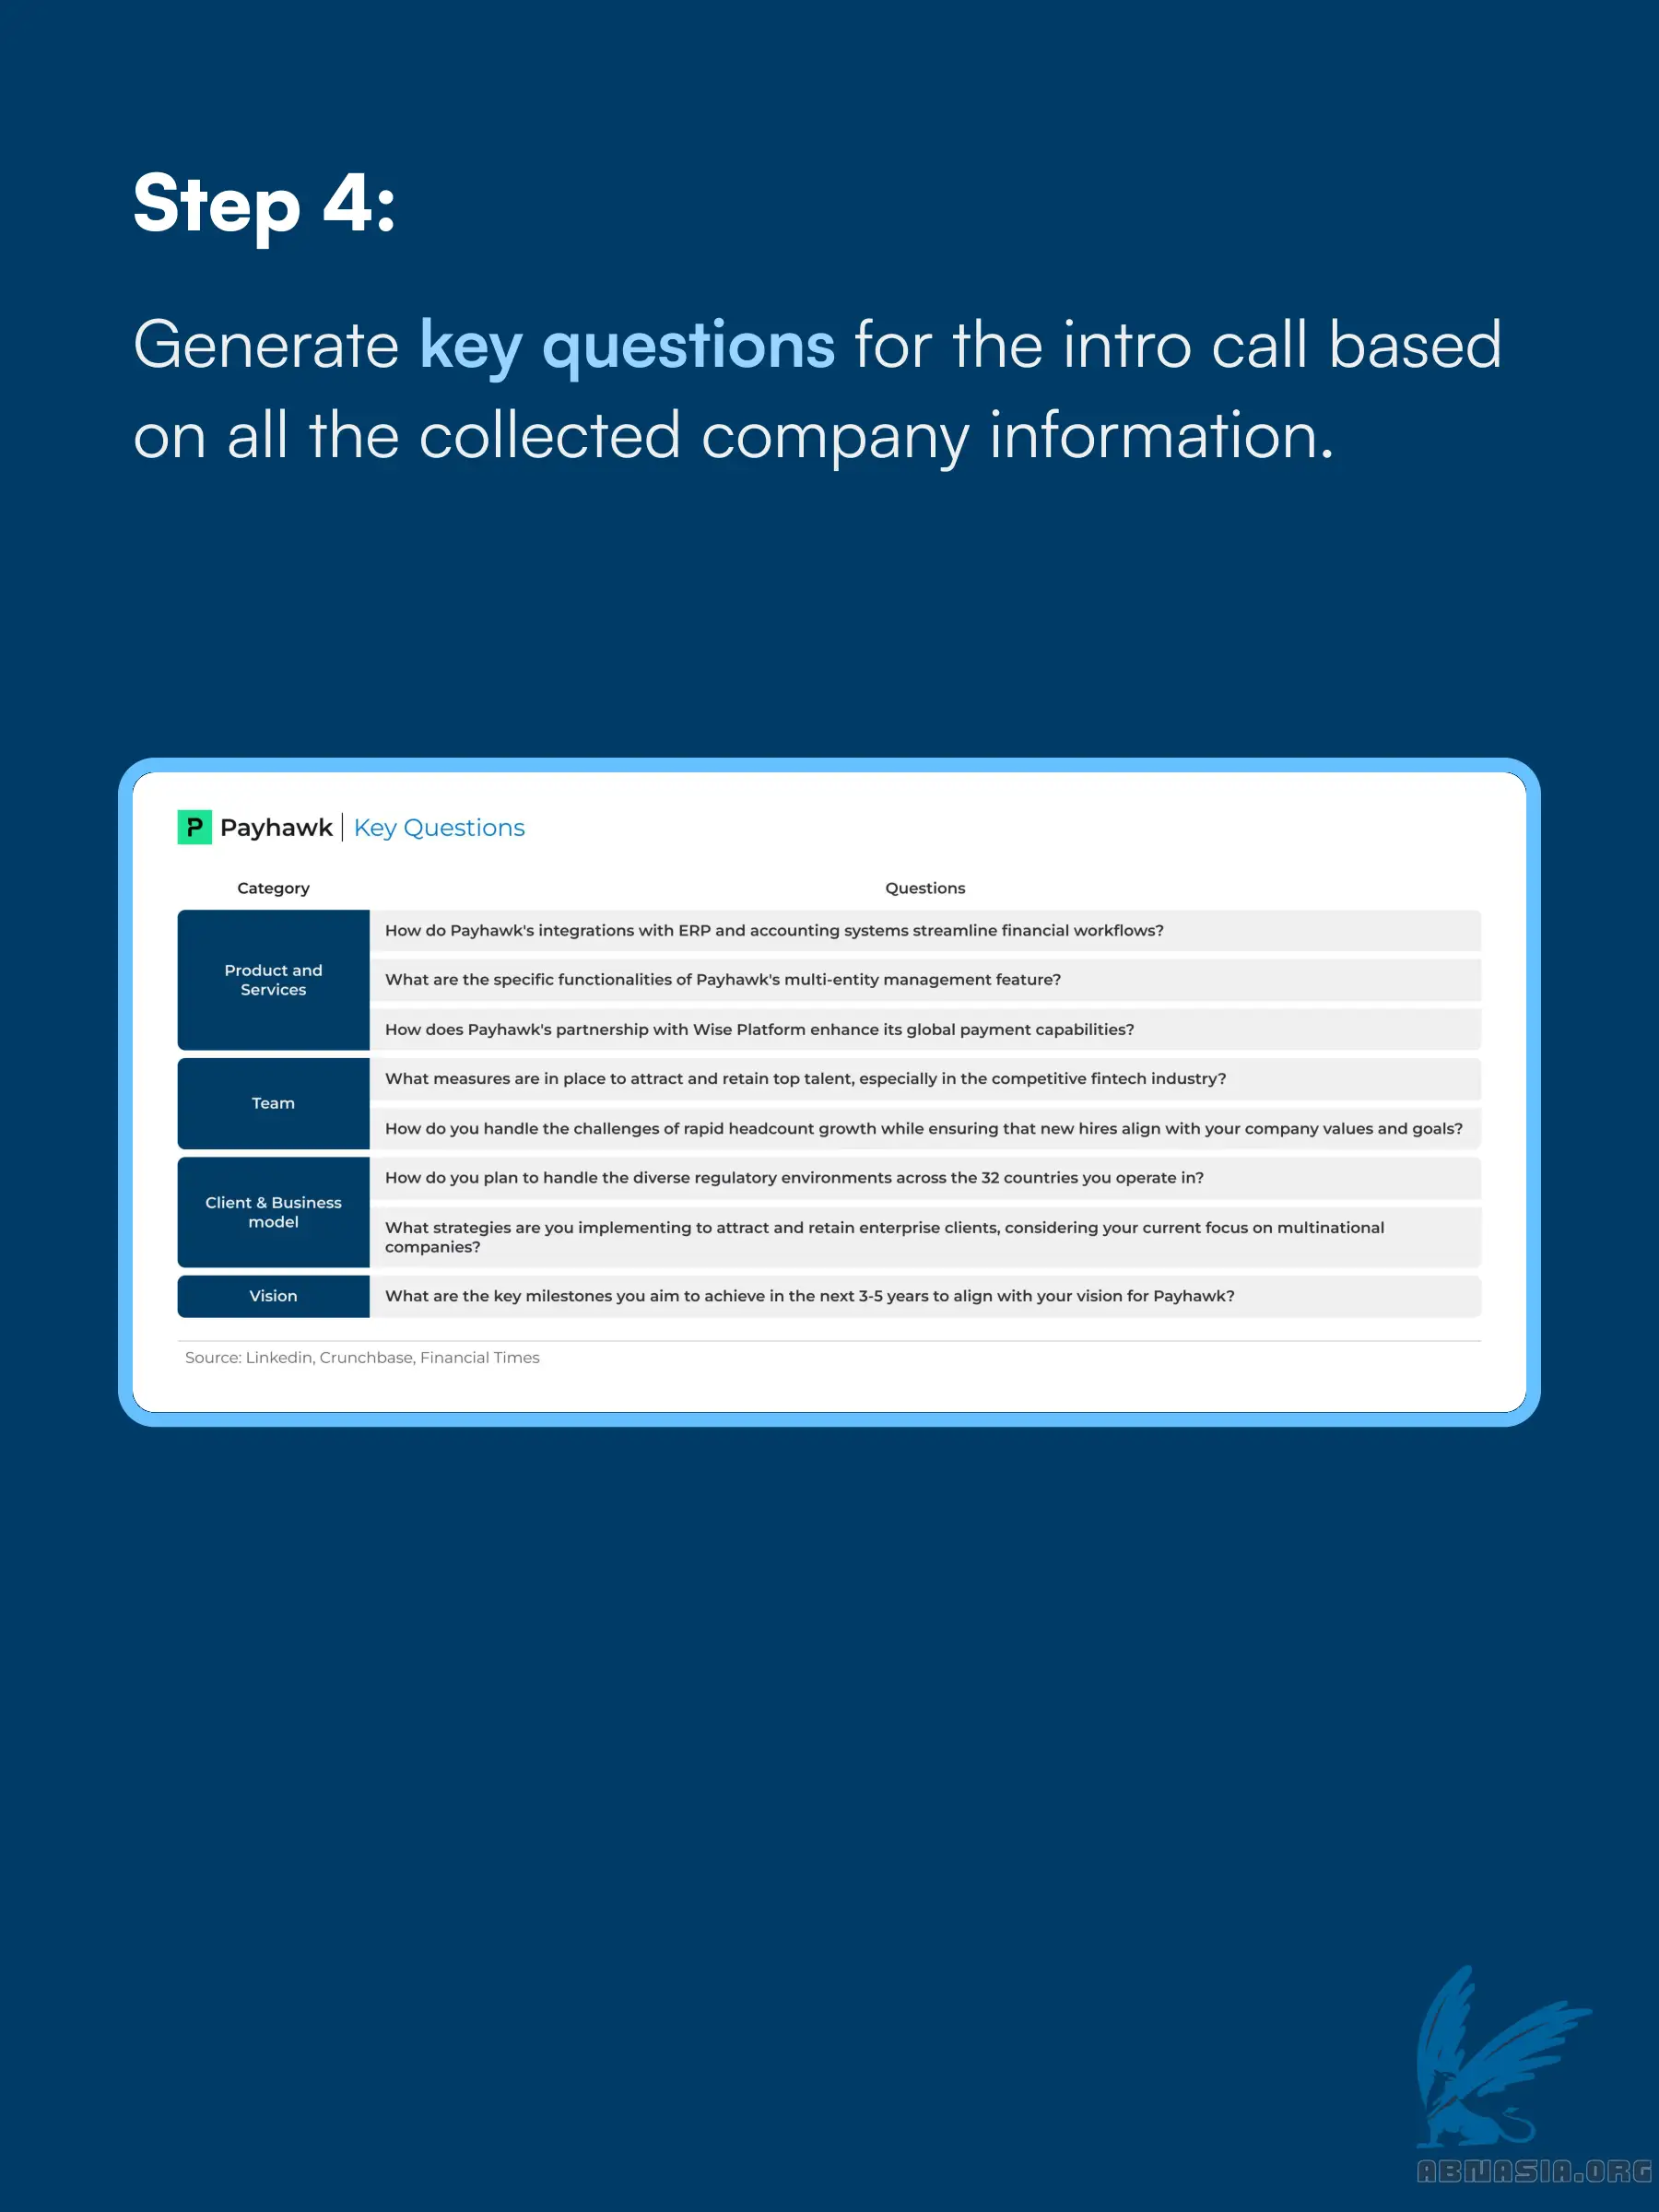 Step 4:
Generate key questions for the intro call based
on all the collected company information.
Payhawk | Key Questions
Category
Questions
Product and
Services
How do Payhawk's integrations with ERP and accounting systems streamline financial workflows?
What are the specific functionalities of Payhawk's multi-entity management feature?
How does Payhawk's partnership with Wise Platform enhance its global payment capabilities?
Team
What measures are in place to attract and retain top talent, especially in the competitive fintech industry?
How do you handle the challenges of rapid headcount growth while ensuring that new hires align with your company values and goals?
Client & Business
model
How do you plan to handle the diverse regulatory environments across the 32 countries you operate in?
What strategies are you implementing to attract and retain enterprise clients, considering your current focus on multinational
companies?
Vision
What are the key milestones you aim to achieve in the next 3-5 years to align with your vision for Payhawk?
Source: Linkedin, Crunchbase, Financial Times
ABNASIA.ORG